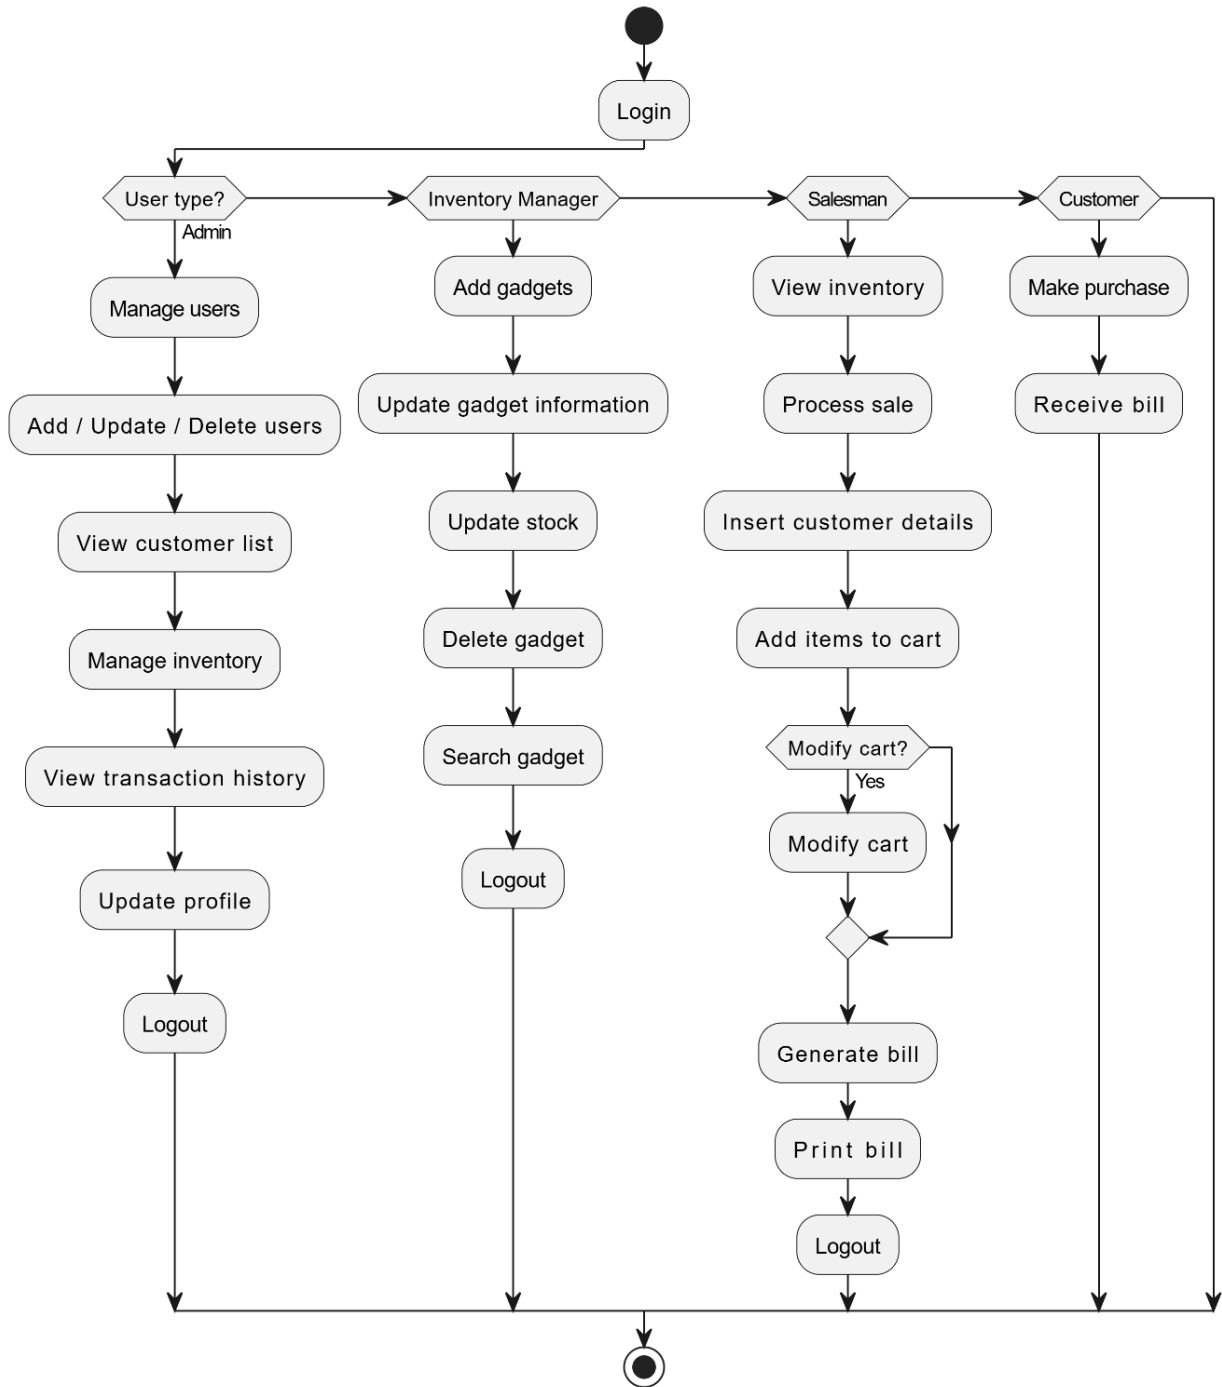 Login
User type?
Inventory Manager
Salesman
Customer
Admin
Manage users
Add / Update / Delete users
View customer list
Manage inventory
View transaction history
Update profile
Logout
Add gadgets
Update gadget information
Update stock
Delete gadget
Search gadget
Logout
View inventory
Process sale
Insert customer details
Add items to cart
Modify cart?
Yes
Modify cart
Generate bill
Print bill
Logout
Make purchase
Receive bill